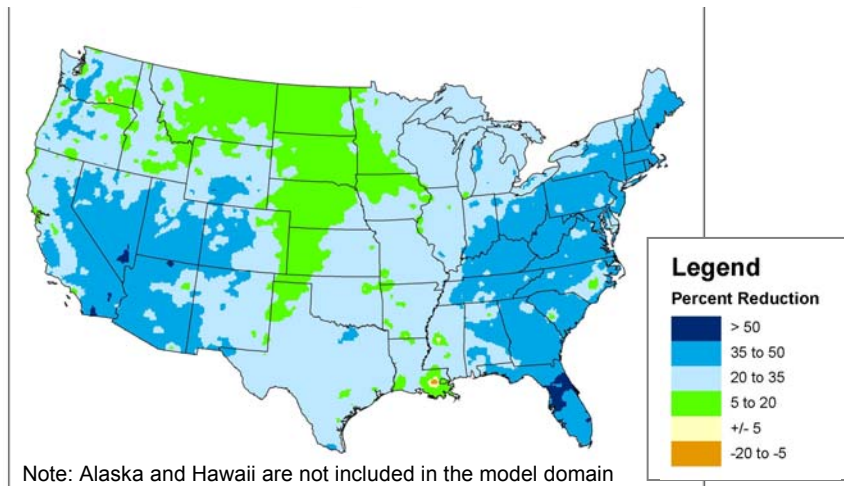 Legend
Percent Reduction
> 50
35 to 50
20 to 35
5 to 20
+/- 5
-20 to -5
Note: Alaska and Hawaii are not included in the model domain